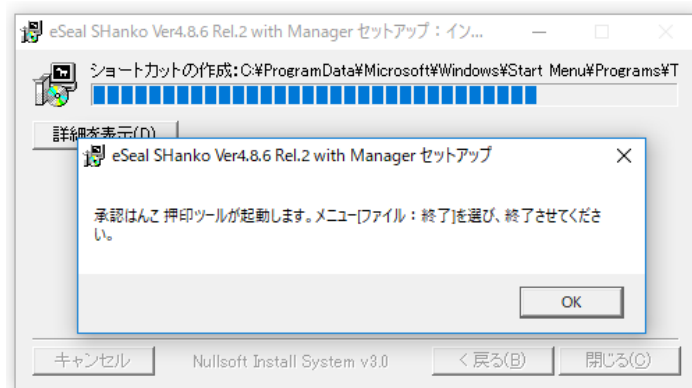 eSeal SHanko Ver4.8.6 Rel.2 with Manager セットアップ：イン...
ショートカットの作成:C:¥ProgramData¥Microsoft¥Windows¥Start Menu¥Programs¥T
詳細を表示(D)
eSeal SHanko Ver4.8.6 Rel.2 with Manager セットアップ
承認はんこ 押印ツールが起動します。メニュー[ファイル：終了]を選び、終了させてくださ
い。
OK
キャンセル
Nullsoft Install System v3.0
< 戻る(B)
閉じる(C)